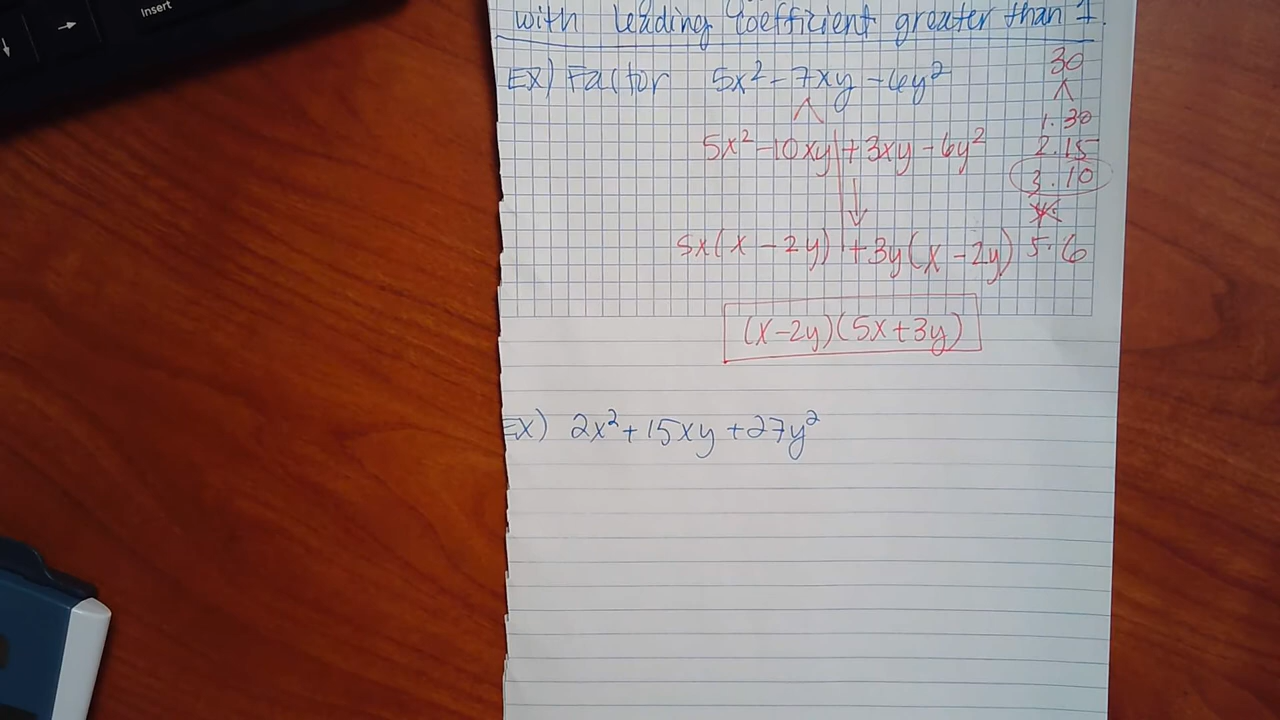 Insert
→
↓
with leading coefficient greater than 1.
EX) Factor 5x² - 7xy - 6y²
30
1·30
5x² - 10xy + 3xy - 6y²
2·15
3·10
5x(x - 2y) + 3y(x - 2y)
5·6
(x-2y)(5x+3y)
EX) 2x² + 15xy + 27y²